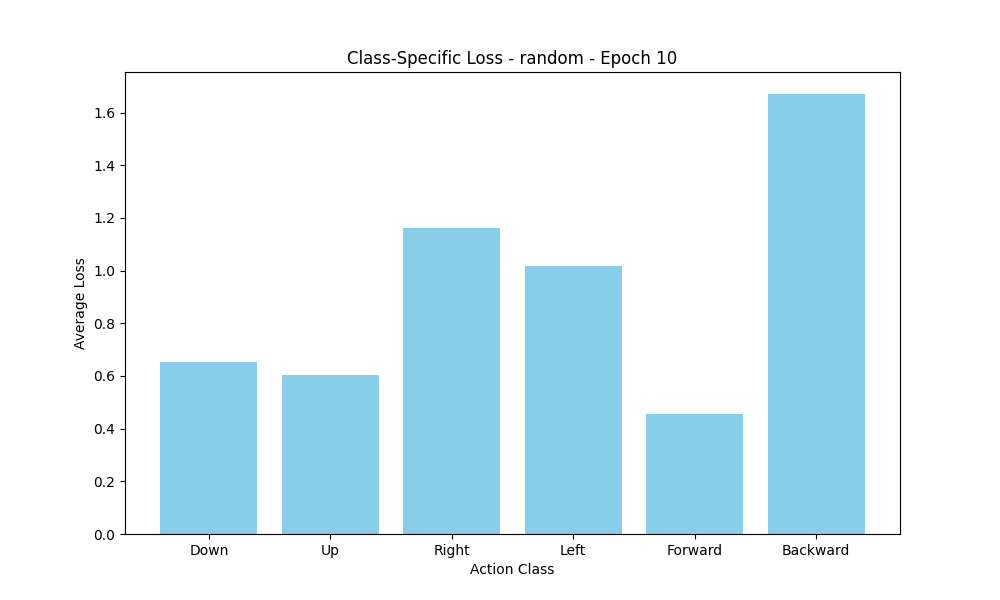 Class-Specific Loss - random - Epoch 10
Average Loss
1.6
1.4
1.2
1.0
0.8
0.6
0.4
0.2
0.0
Down Up Right Left Forward Backward
Action Class